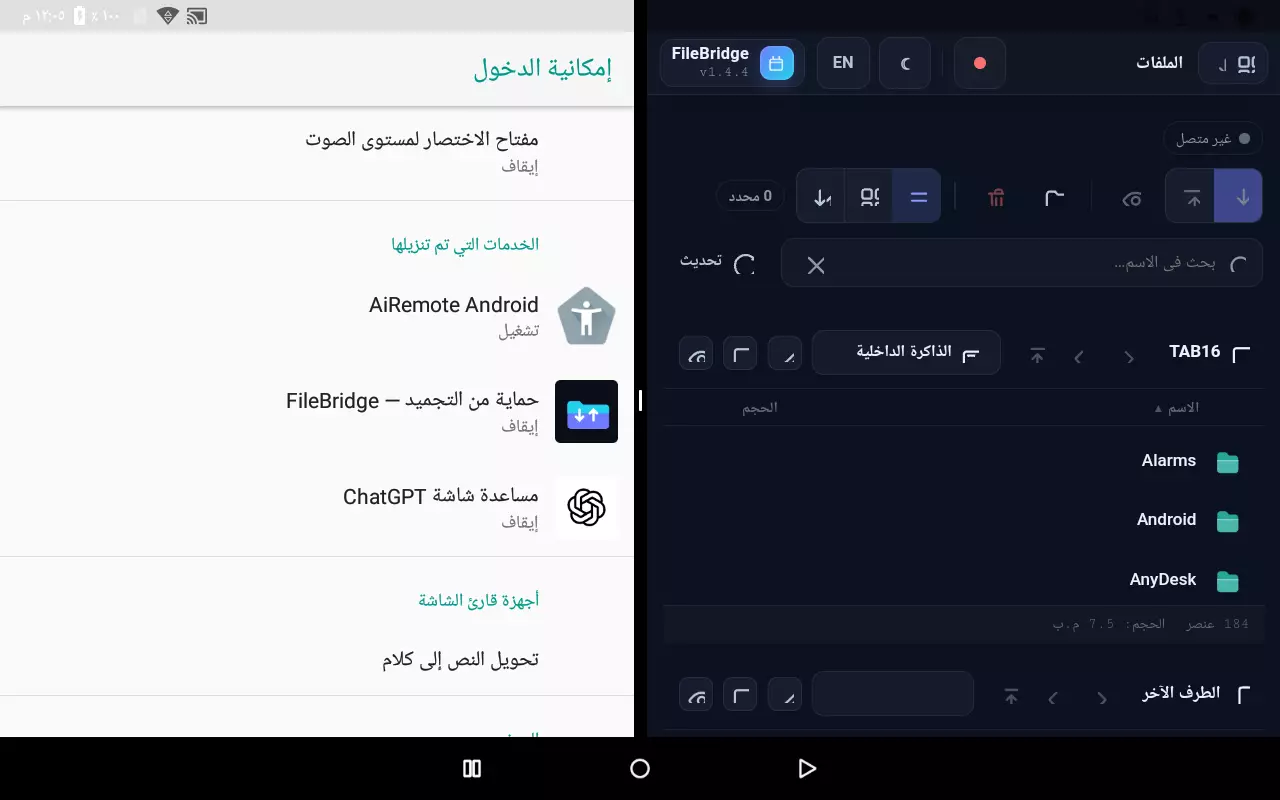 ١٢:٠٥ م
١٠٠ ٪
إمكانية الدخول
مفتاح الاختصار لمستوى الصوت
إيقاف
الخدمات التي تم تنزيلها
AiRemote Android
تشغيل
حماية من التجميد — FileBridge
إيقاف
مساعدة شاشة ChatGPT
إيقاف
أجهزة قارئ الشاشة
تحويل النص إلى كلام
FileBridge
v1.4.4
EN
الملفات
غير متصل
0 محدد
بحث في الاسم...
تحديث
TAB16
الذاكرة الداخلية
الاسم ▲
الحجم
Alarms
Android
AnyDesk
184 عنصر الحجم: 7.5 م.ب
الطرف الآخر